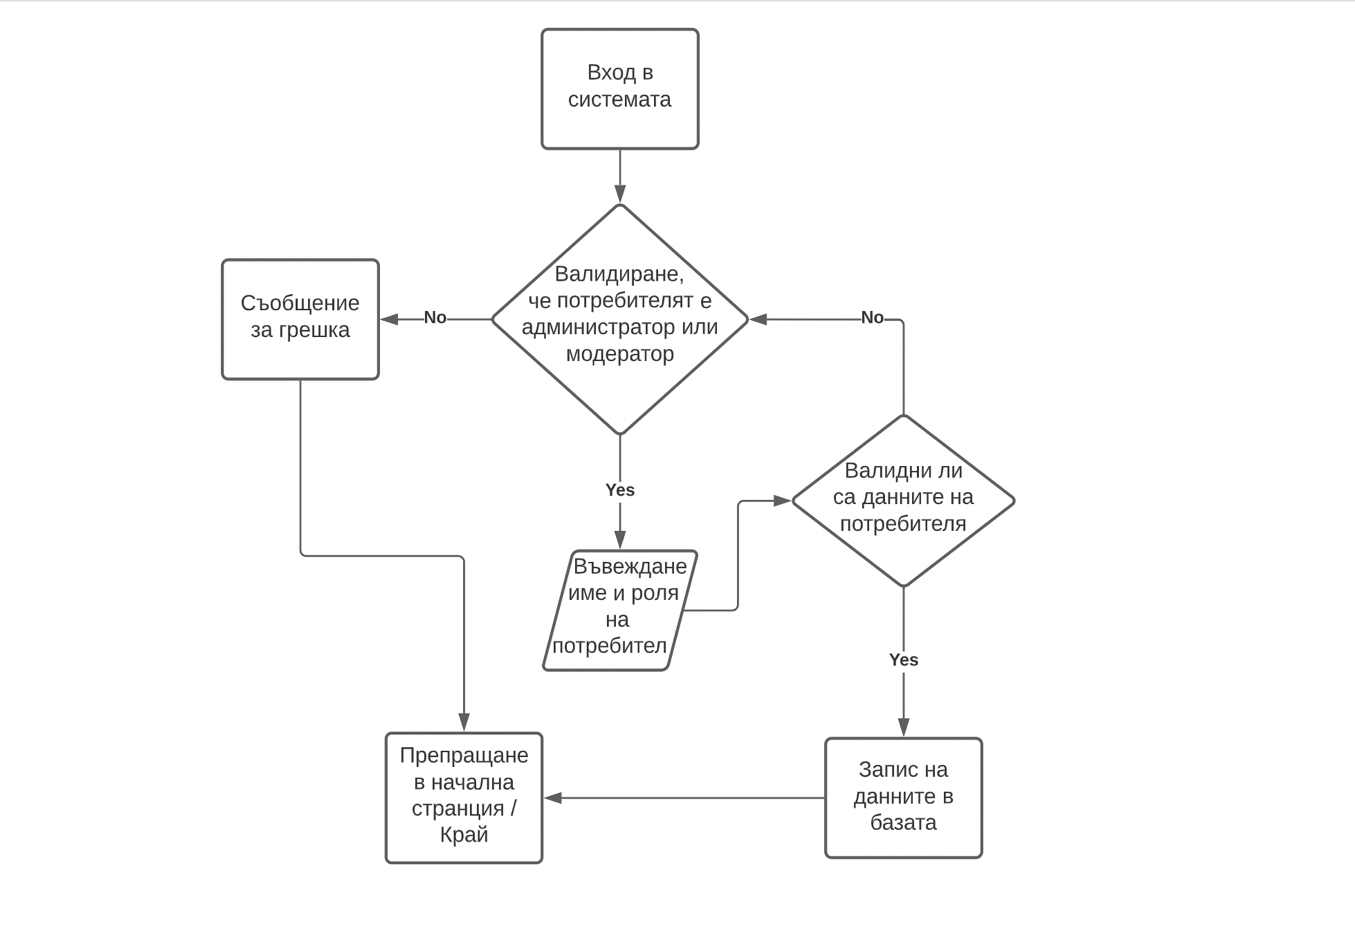 Вход в
системата
Валидиране,
че потребителят е
администратор или
модератор
No
Съобщение
за грешка
No
Yes
Валидни ли
са данните на
потребителя
Въвеждане
име и роля
на
потребител
Yes
Препращане
в начална
странция /
Край
Запис на
данните в
базата